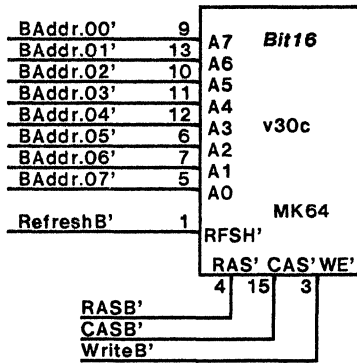 BAddr.00' 9 A7 Bit16
BAddr.01' 13 A6
BAddr.02' 10 A5
BAddr.03' 11 A4
BAddr.04' 12 A3 v30c
BAddr.05' 6 A2
BAddr.06' 7 A1
BAddr.07' 5 A0
MK64
RefreshB' 1 RFSH'
RAS' CAS' WE'
4 15 3
RASB'
CASB'
WriteB'